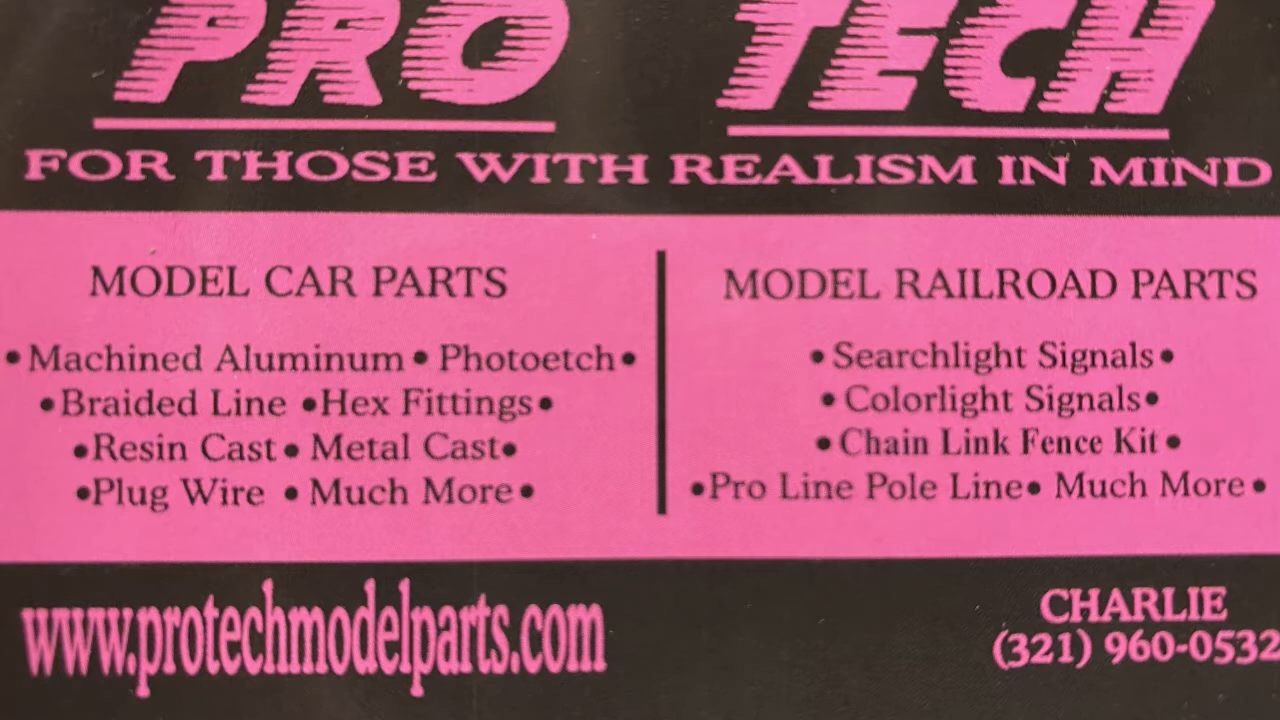 PRO TECH
FOR THOSE WITH REALISM IN MIND
MODEL CAR PARTS
• Machined Aluminum • Photoetch •
• Braided Line • Hex Fittings •
• Resin Cast • Metal Cast •
• Plug Wire • Much More •
MODEL RAILROAD PARTS
• Searchlight Signals •
• Colorlight Signals •
• Chain Link Fence Kit •
• Pro Line Pole Line • Much More •
www.protechmodelparts.com
CHARLIE
(321) 960-0532